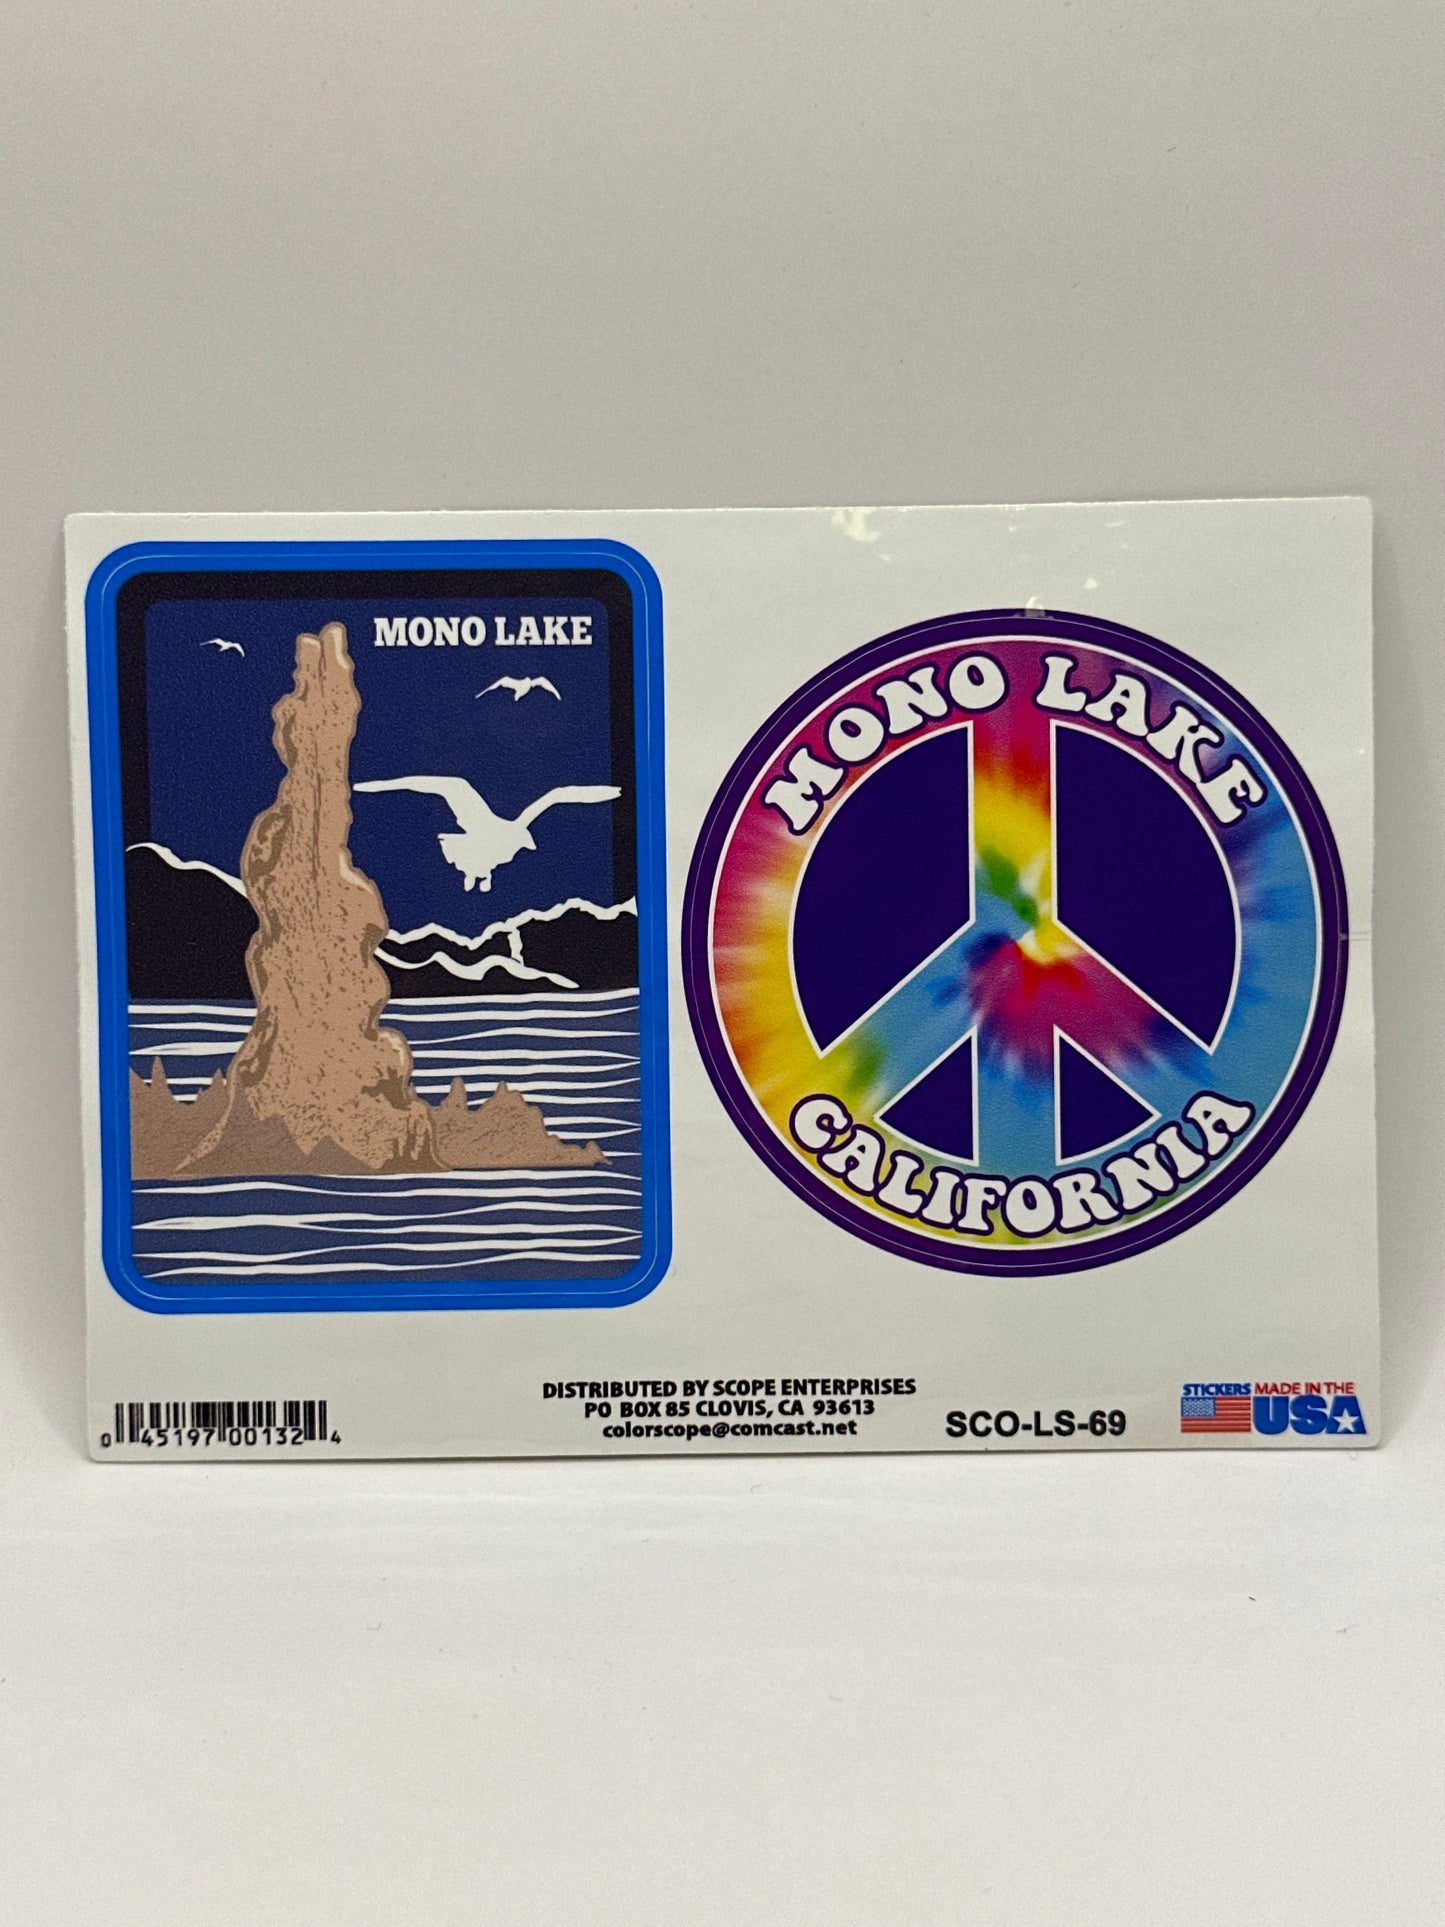 MONO LAKE
MONO LAKE
CALIFORNIA
0 45197 00132 4
DISTRIBUTED BY SCOPE ENTERPRISES
PO BOX 85 CLOVIS, CA 93613
colorscope@comcast.net
SCO-LS-69
STICKERS MADE IN THE
USA